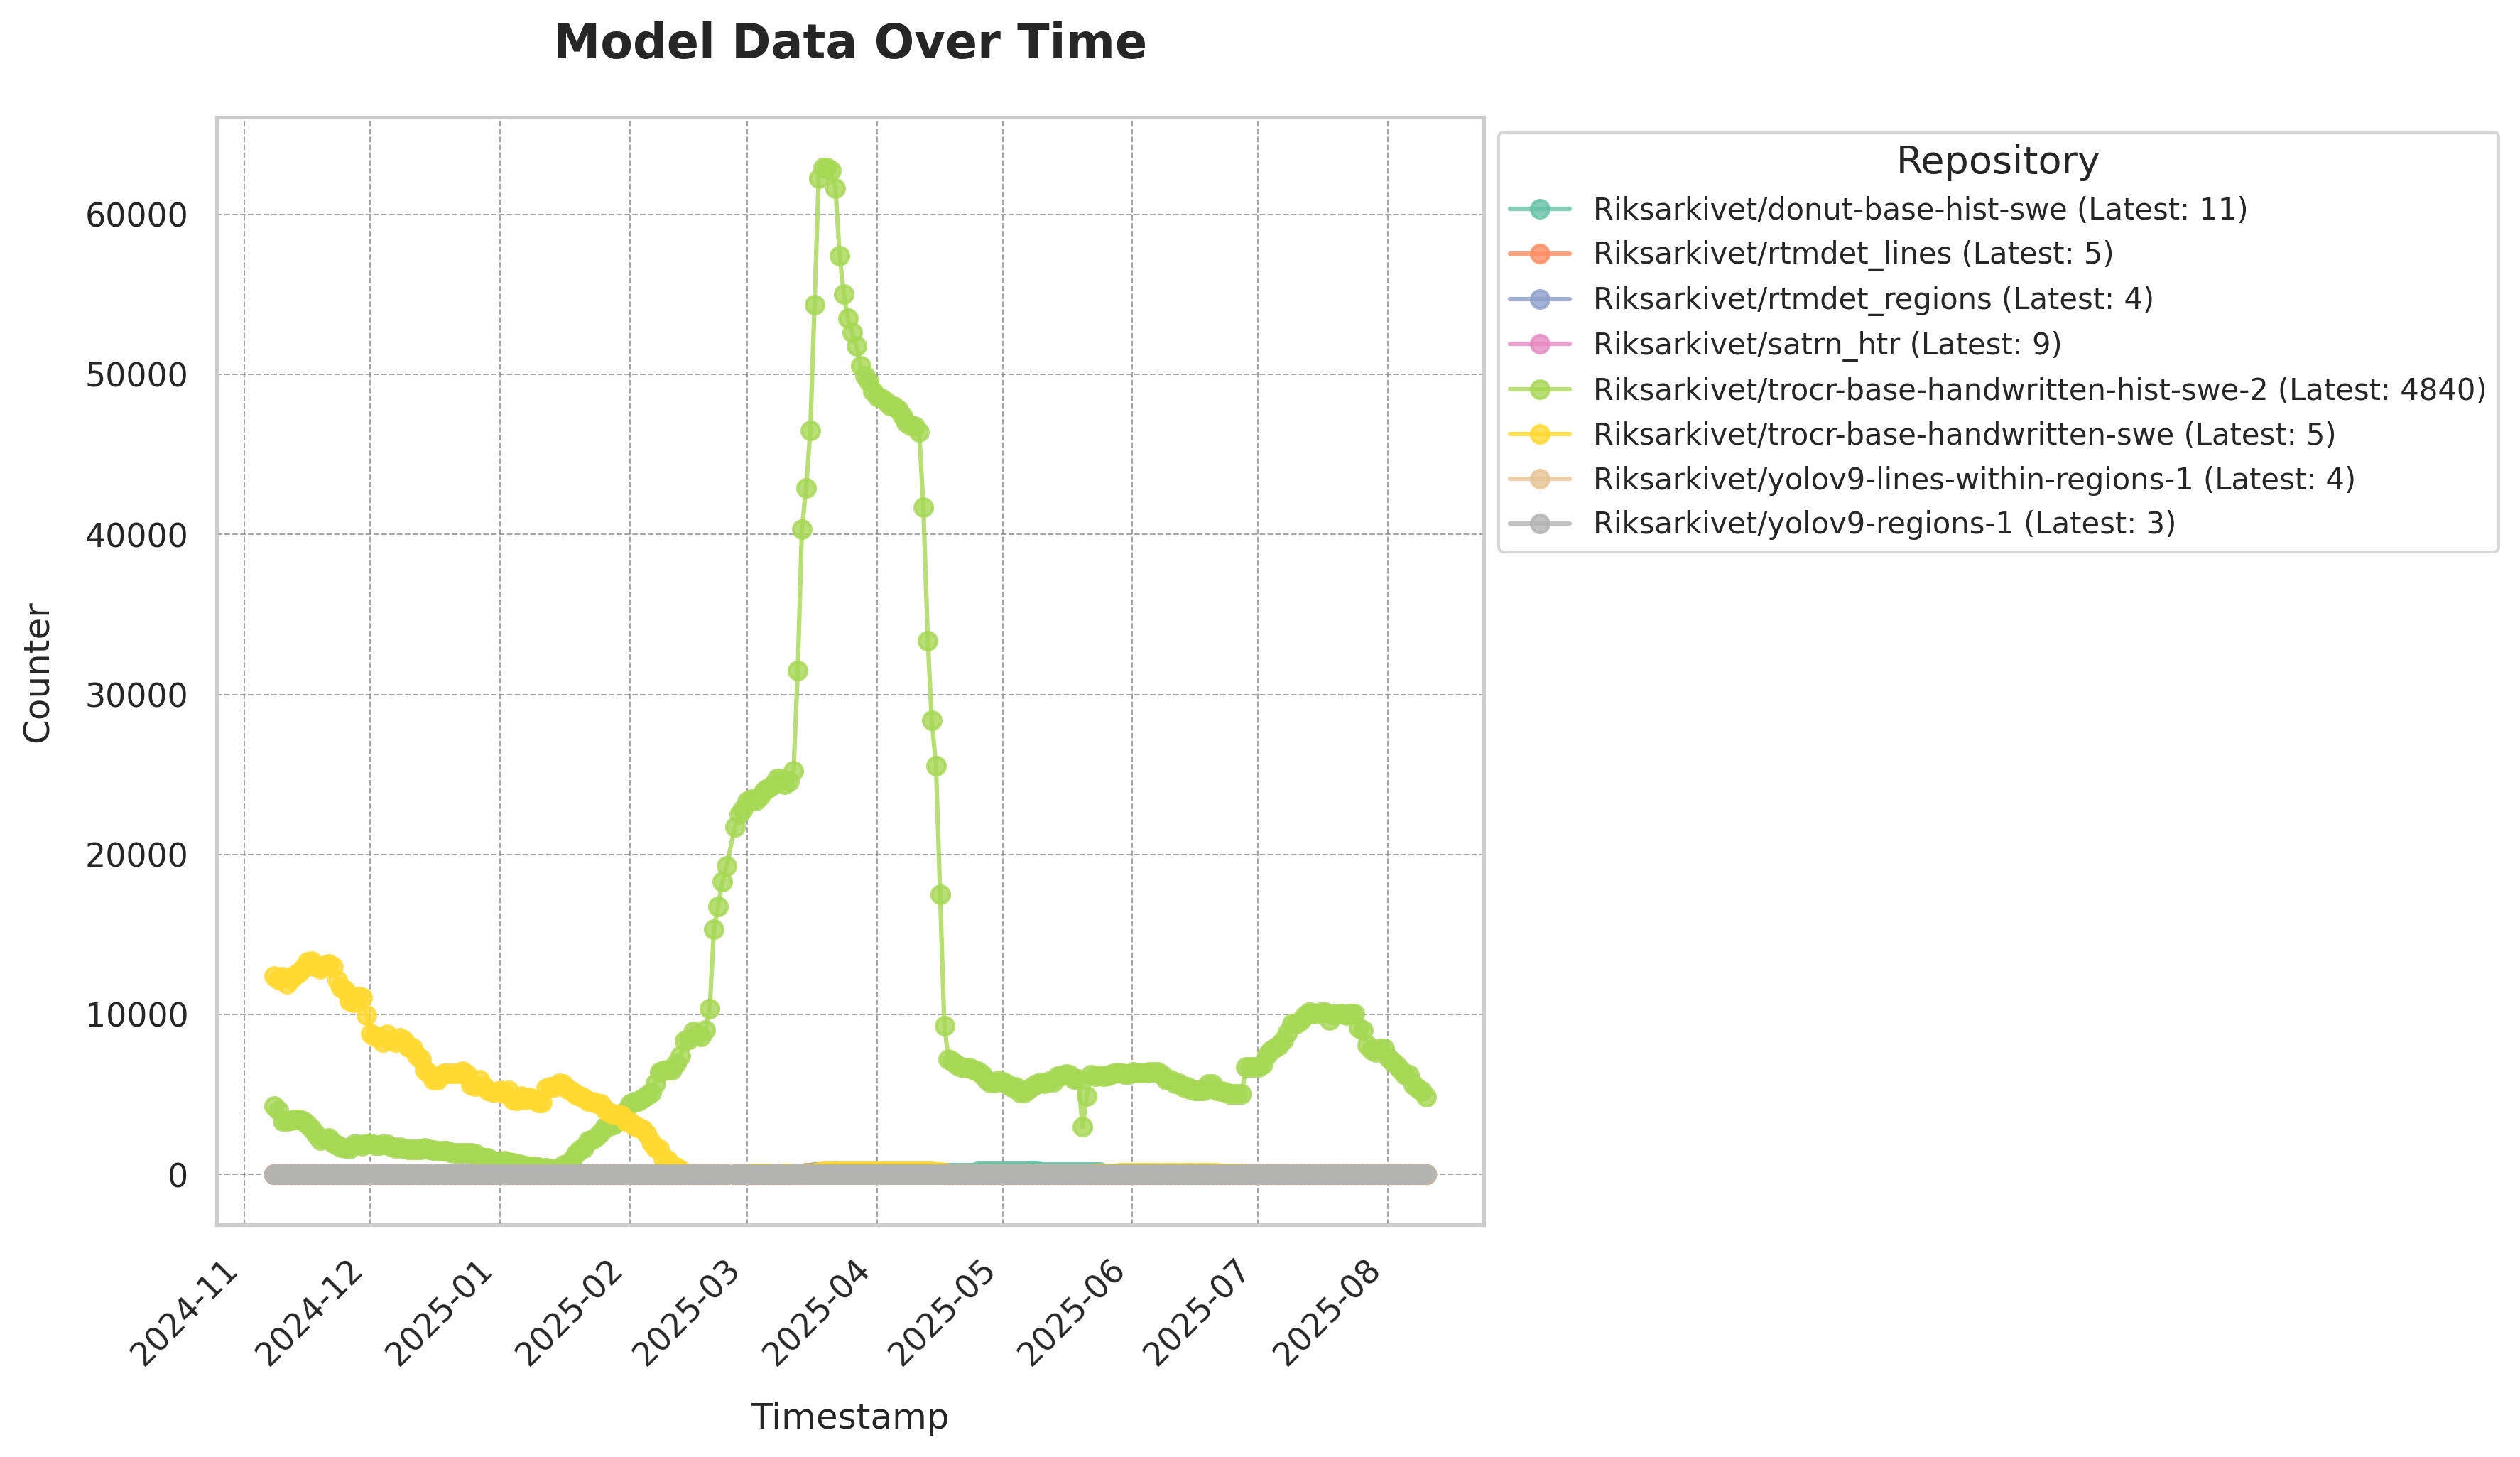 Model Data Over Time
Counter
60000
50000
40000
30000
20000
10000
0
2024-11
2024-12
2025-01
2025-02
2025-03
2025-04
2025-05
2025-06
2025-07
2025-08
Timestamp
Repository
Riksarkivet/donut-base-hist-swe (Latest: 11)
Riksarkivet/rtmdet_lines (Latest: 5)
Riksarkivet/rtmdet_regions (Latest: 4)
Riksarkivet/satrn_htr (Latest: 9)
Riksarkivet/trocr-base-handwritten-hist-swe-2 (Latest: 4840)
Riksarkivet/trocr-base-handwritten-swe (Latest: 5)
Riksarkivet/yolov9-lines-within-regions-1 (Latest: 4)
Riksarkivet/yolov9-regions-1 (Latest: 3)